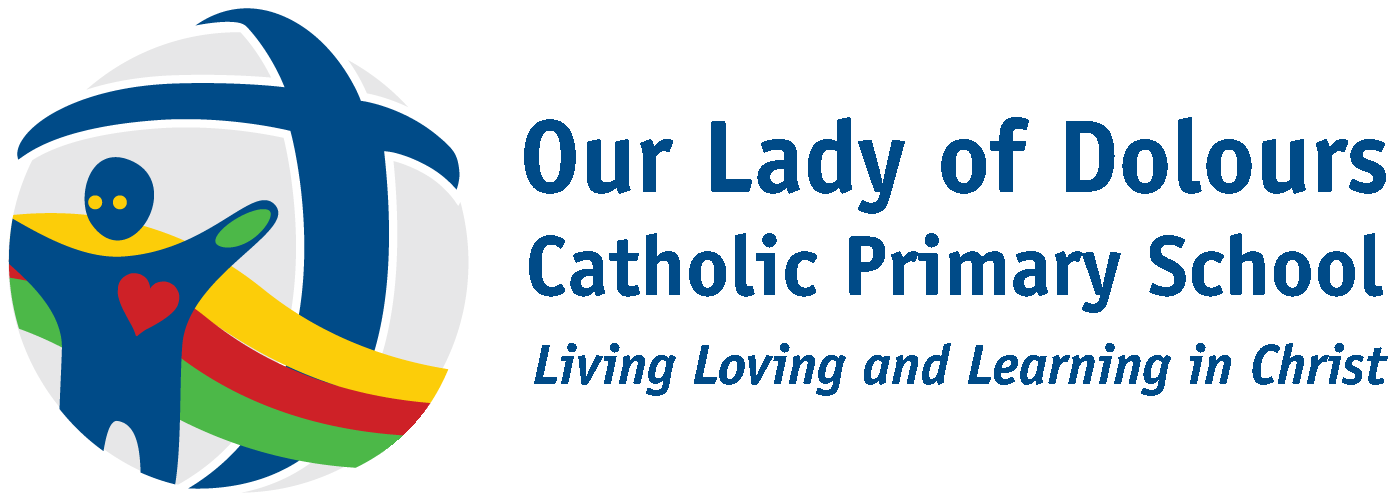 Our Lady of Dolours
Catholic Primary School
Living Loving and Learning in Christ